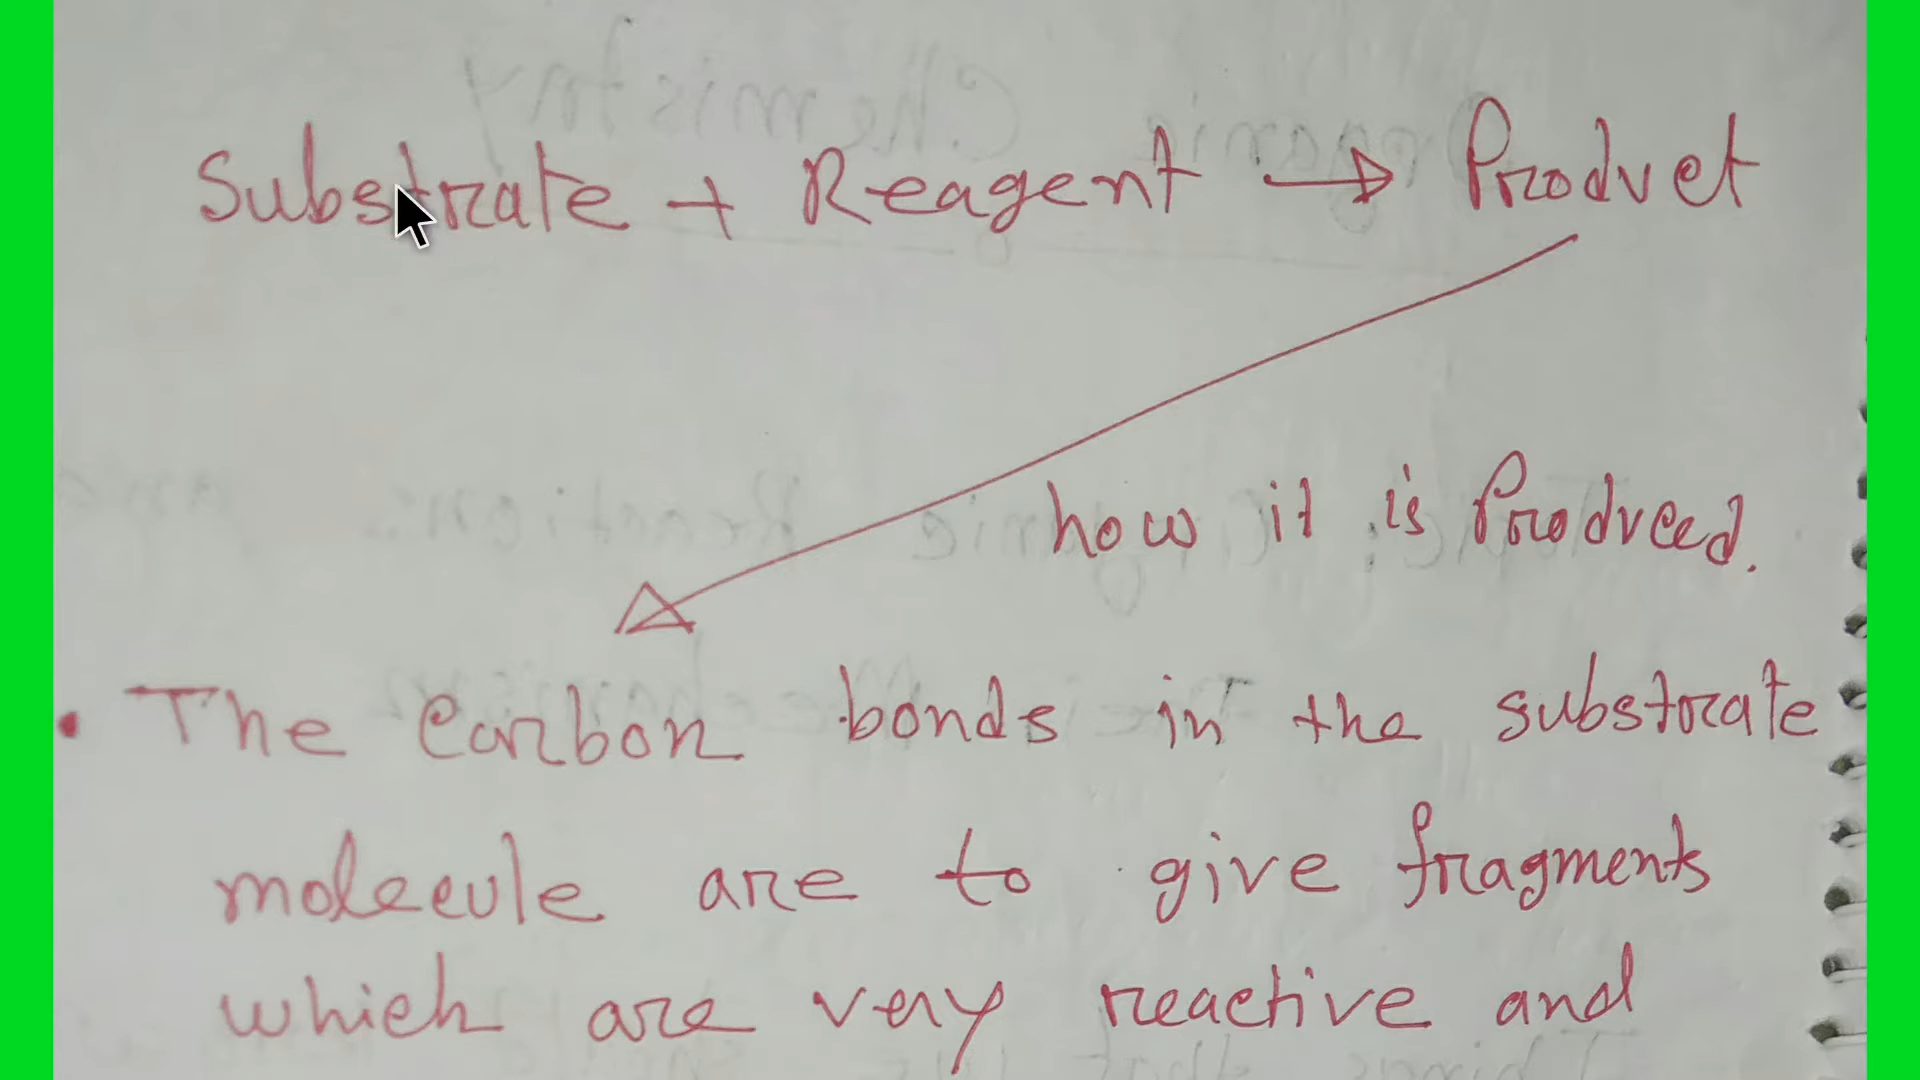 Substrate + Reagent → Product
how it is Produced.
• The Carbon bonds in the substrate
molecule are to give fragments
which are very reactive and